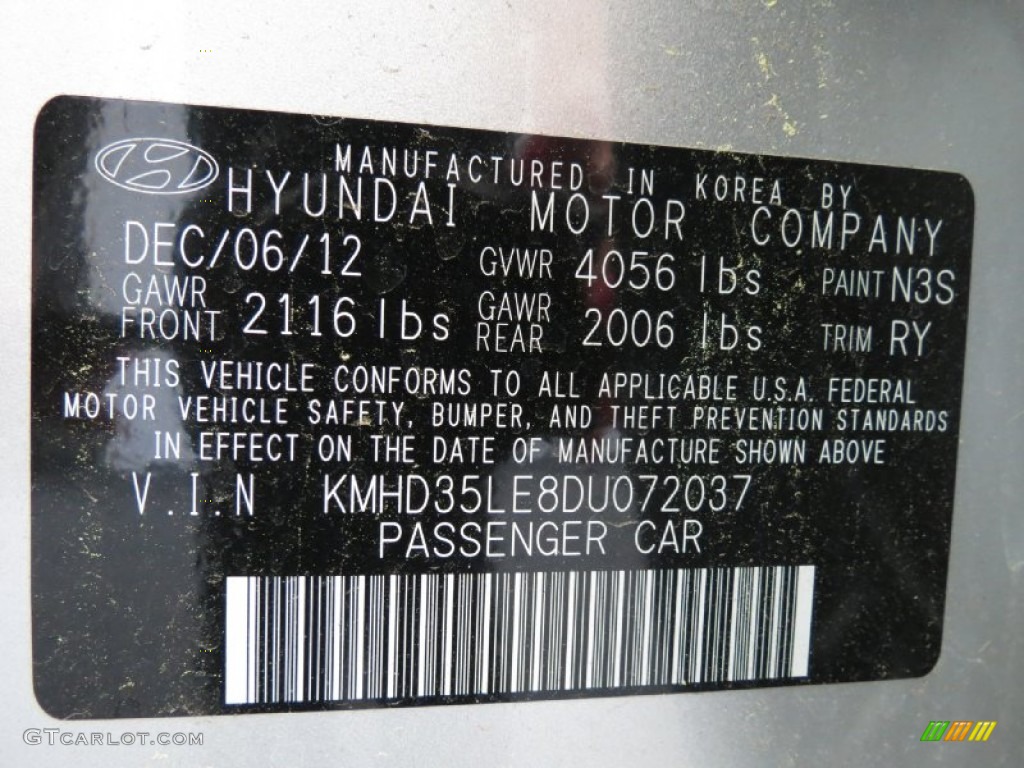 MANUFACTURED IN KOREA BY
HYUNDAI MOTOR COMPANY
DEC/06/12 GVWR 4056 lbs PAINT N3S
GAWR FRONT 2116 lbs GAWR REAR 2006 lbs TRIM RY
THIS VEHICLE CONFORMS TO ALL APPLICABLE U.S.A. FEDERAL
MOTOR VEHICLE SAFETY, BUMPER, AND THEFT PREVENTION STANDARDS
IN EFFECT ON THE DATE OF MANUFACTURE SHOWN ABOVE
V.I.N KMHD35LE8DU072037
PASSENGER CAR
GTCARLOT.COM